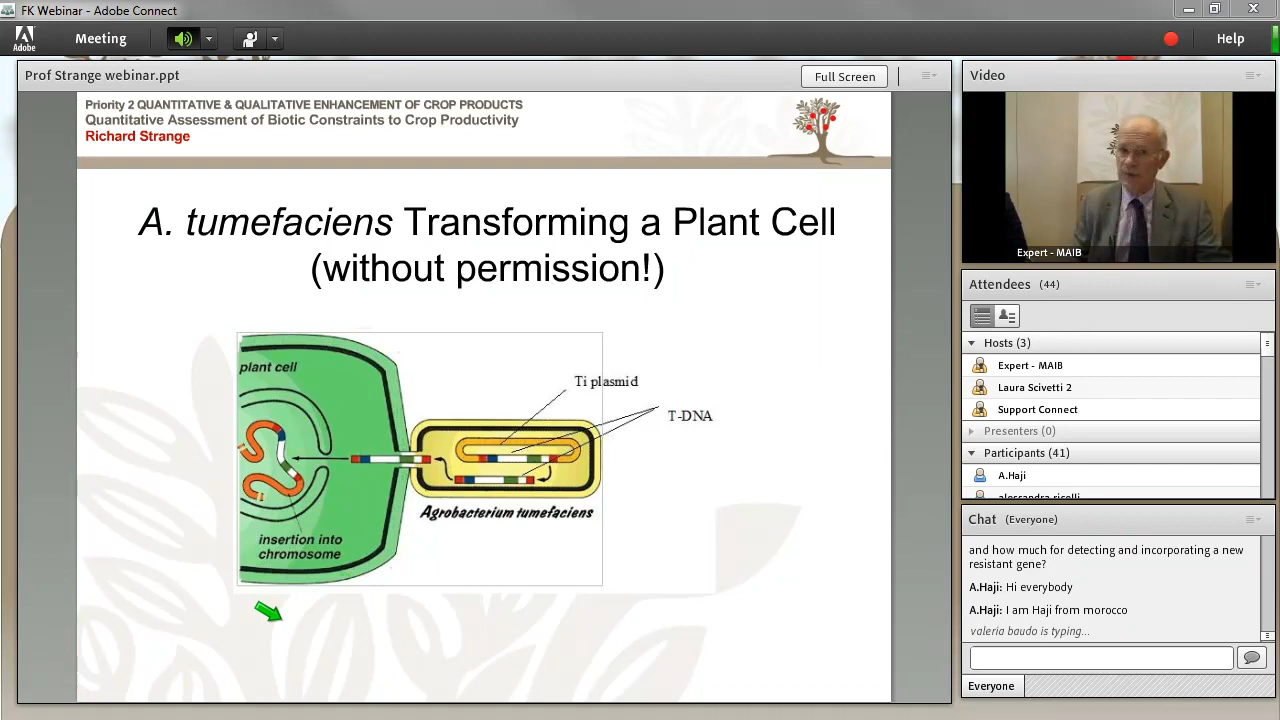 FK Webinar - Adobe Connect
Adobe
Meeting
Help
Prof Strange webinar.ppt
Full Screen
Priority 2 QUANTITATIVE & QUALITATIVE ENHANCEMENT OF CROP PRODUCTS
Quantitative Assessment of Biotic Constraints to Crop Productivity
Richard Strange
A. tumefaciens Transforming a Plant Cell
(without permission!)
plant cell
Ti plasmid
T-DNA
Agrobacterium tumefaciens
insertion into
chromosome
Video
Expert - MAIB
Attendees (44)
Hosts (3)
Expert - MAIB
Laura Scivetti 2
Support Connect
Presenters (0)
Participants (41)
A.Haji
alessandra ricelli
Chat (Everyone)
and how much for detecting and incorporating a new
resistant gene?
A.Haji: Hi everybody
A.Haji: I am Haji from morocco
valeria baudo is typing...
Everyone